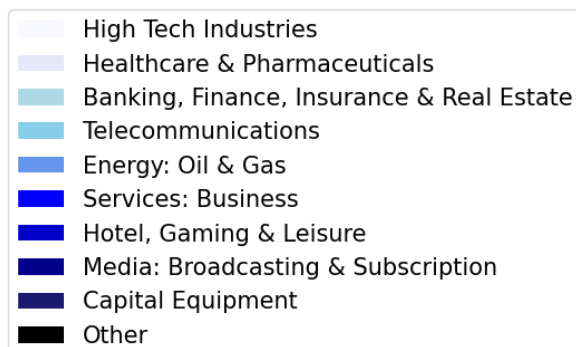 High Tech Industries
Healthcare & Pharmaceuticals
Banking, Finance, Insurance & Real Estate
Telecommunications
Energy: Oil & Gas
Services: Business
Hotel, Gaming & Leisure
Media: Broadcasting & Subscription
Capital Equipment
Other